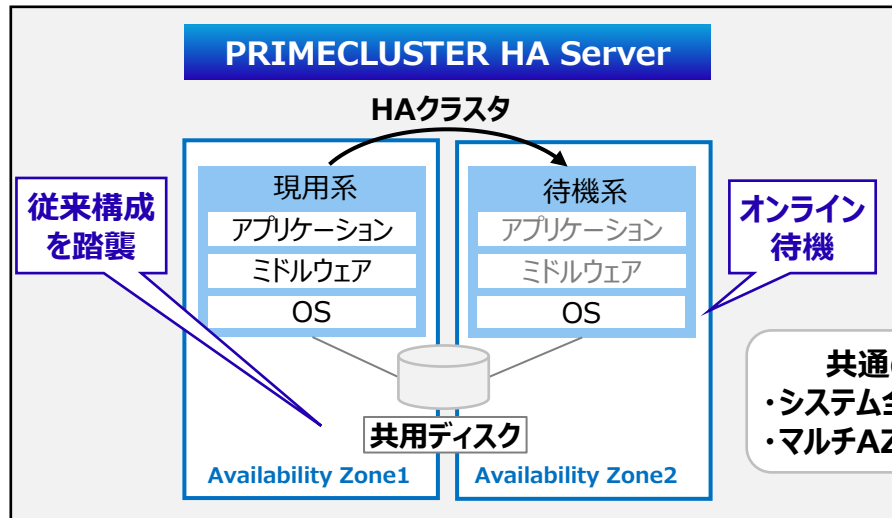 PRIMECLUSTER HA Server
HAクラスタ
現用系
アプリケーション
ミドルウェア
OS
待機系
アプリケーション
ミドルウェア
OS
従来構成
を踏襲
オンライン
待機
共用ディスク
Availability Zone1
Availability Zone2
共通
・システム
・マルチAZ